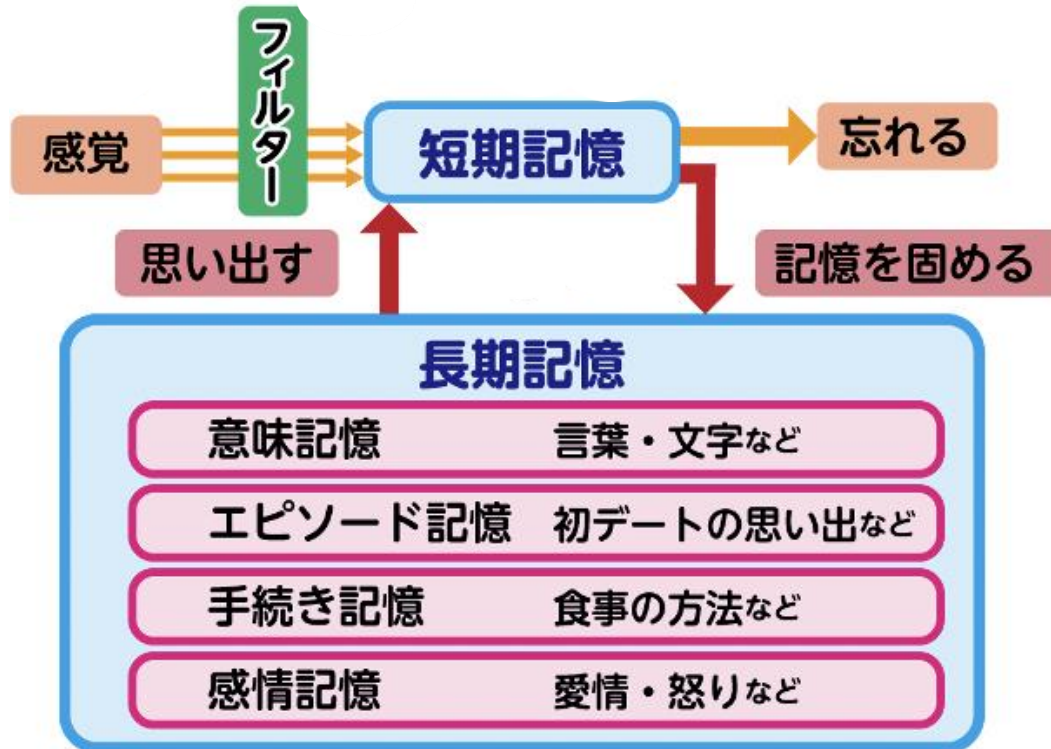 フィルター
感覚
短期記憶
忘れる
思い出す
記憶を固める
長期記憶
意味記憶 言葉・文字など
エピソード記憶 初デートの思い出など
手続き記憶 食事の方法など
感情記憶 愛情・怒りなど